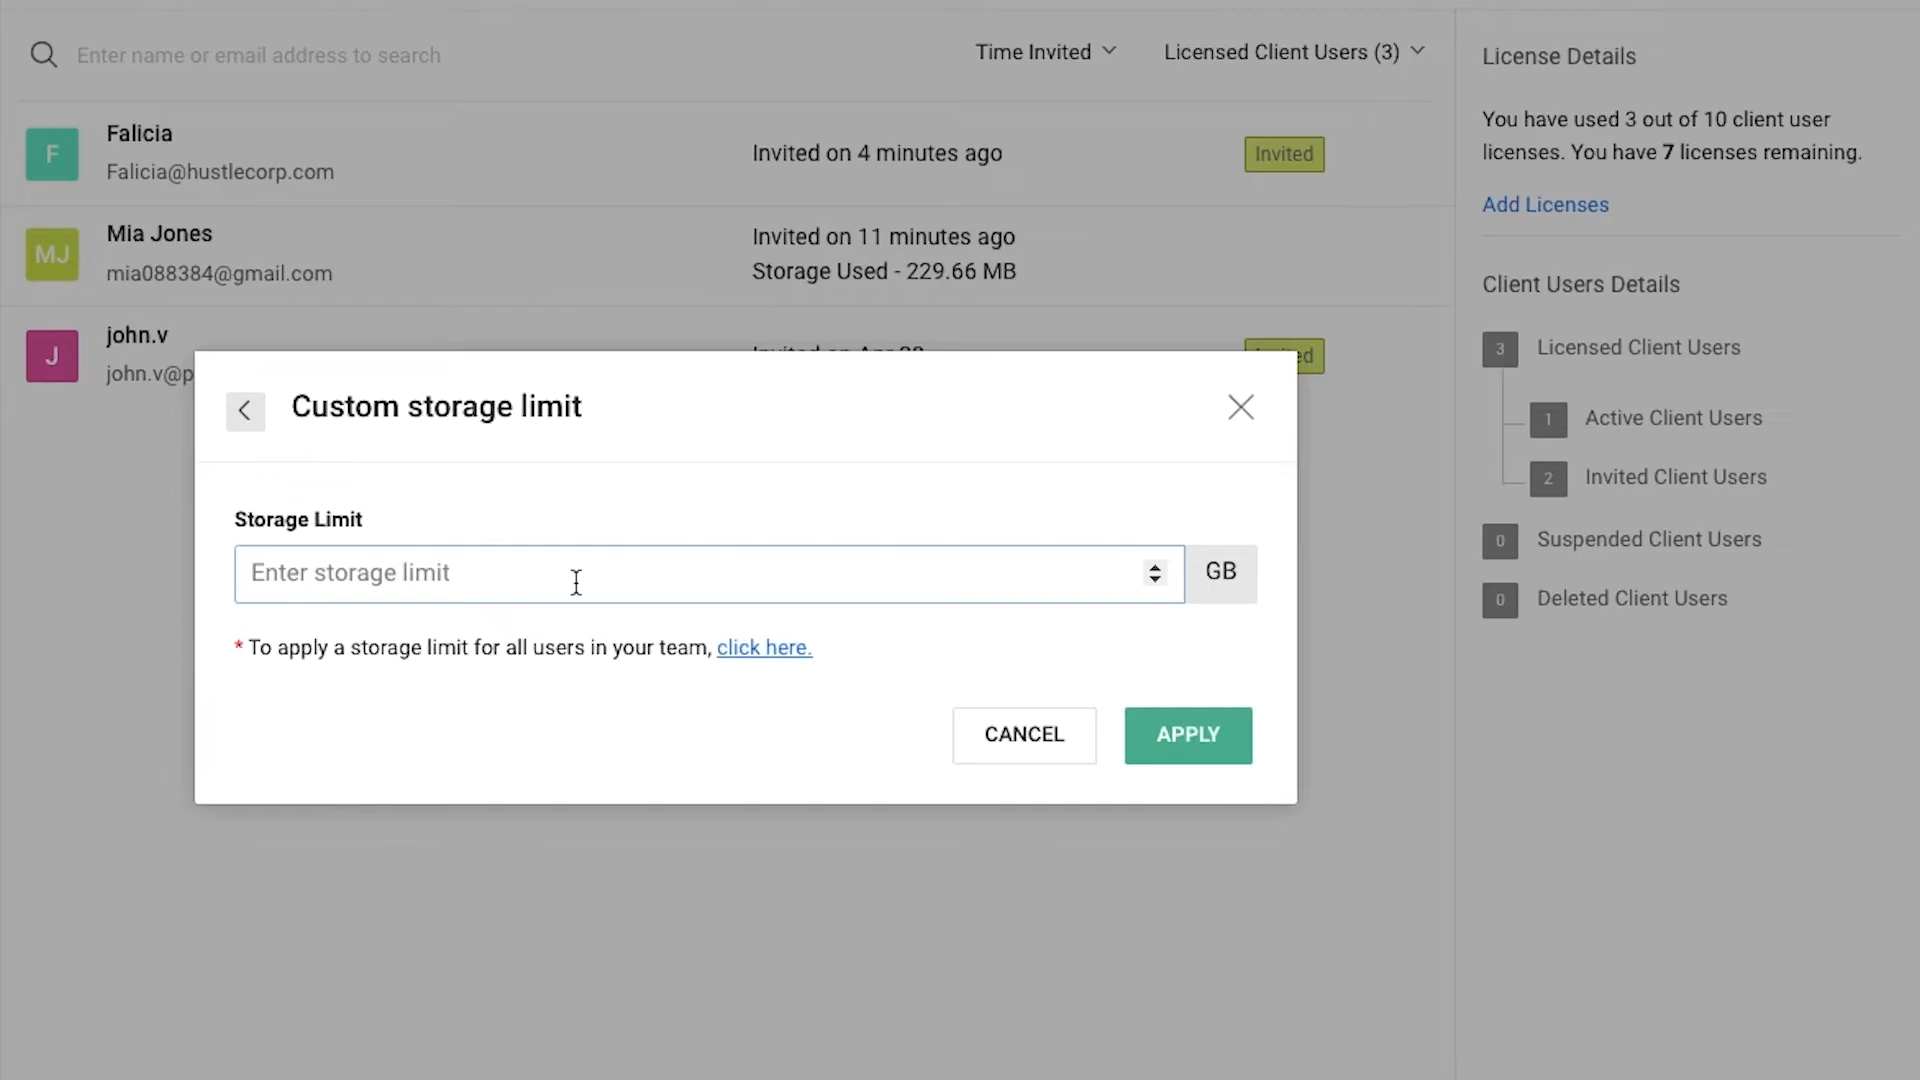 Enter name or email address to search
Time Invited
Licensed Client Users (3)
F
Falicia
Falicia@hustlecorp.com
Invited on 4 minutes ago
Invited
MJ
Mia Jones
mia088384@gmail.com
Invited on 11 minutes ago
Storage Used - 229.66 MB
J
john.v
john.v@p
Custom storage limit
Storage Limit
Enter storage limit
GB
* To apply a storage limit for all users in your team, click here.
CANCEL
APPLY
License Details
You have used 3 out of 10 client user
licenses. You have 7 licenses remaining.
Add Licenses
Client Users Details
3 Licensed Client Users
1 Active Client Users
2 Invited Client Users
0 Suspended Client Users
0 Deleted Client Users